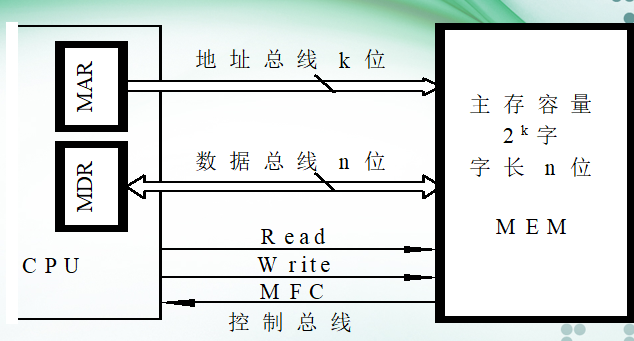 MAR
地址总线 k 位
主存容量
2ᵏ字
字长 n 位
MDR
数据总线 n 位
MEM
Read
CPU
Write
MFC
控制总线